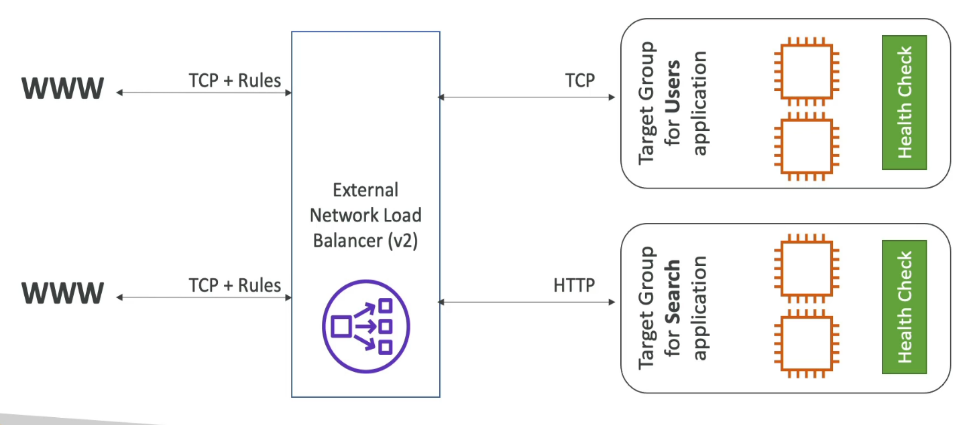 WWW
TCP + Rules
TCP
Target Group
for Users
application
Health Check
External
Network Load
Balancer (v2)
WWW
TCP + Rules
HTTP
Target Group
for Search
application
Health Check